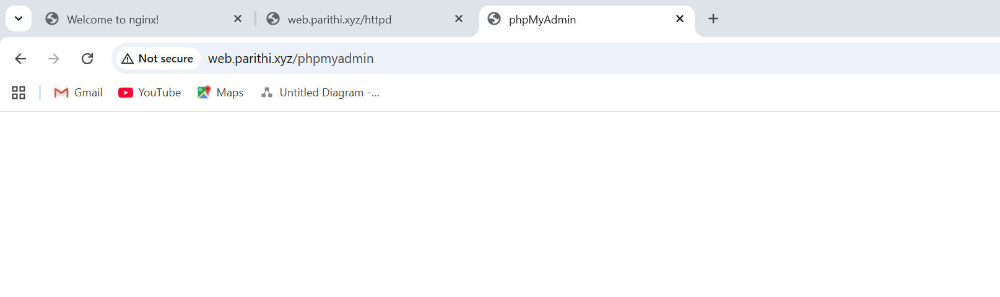 Welcome to nginx!
web.parithi.xyz/httpd
phpMyAdmin
Not secure
web.parithi.xyz/phpmyadmin
Gmail
YouTube
Maps
Untitled Diagram -...